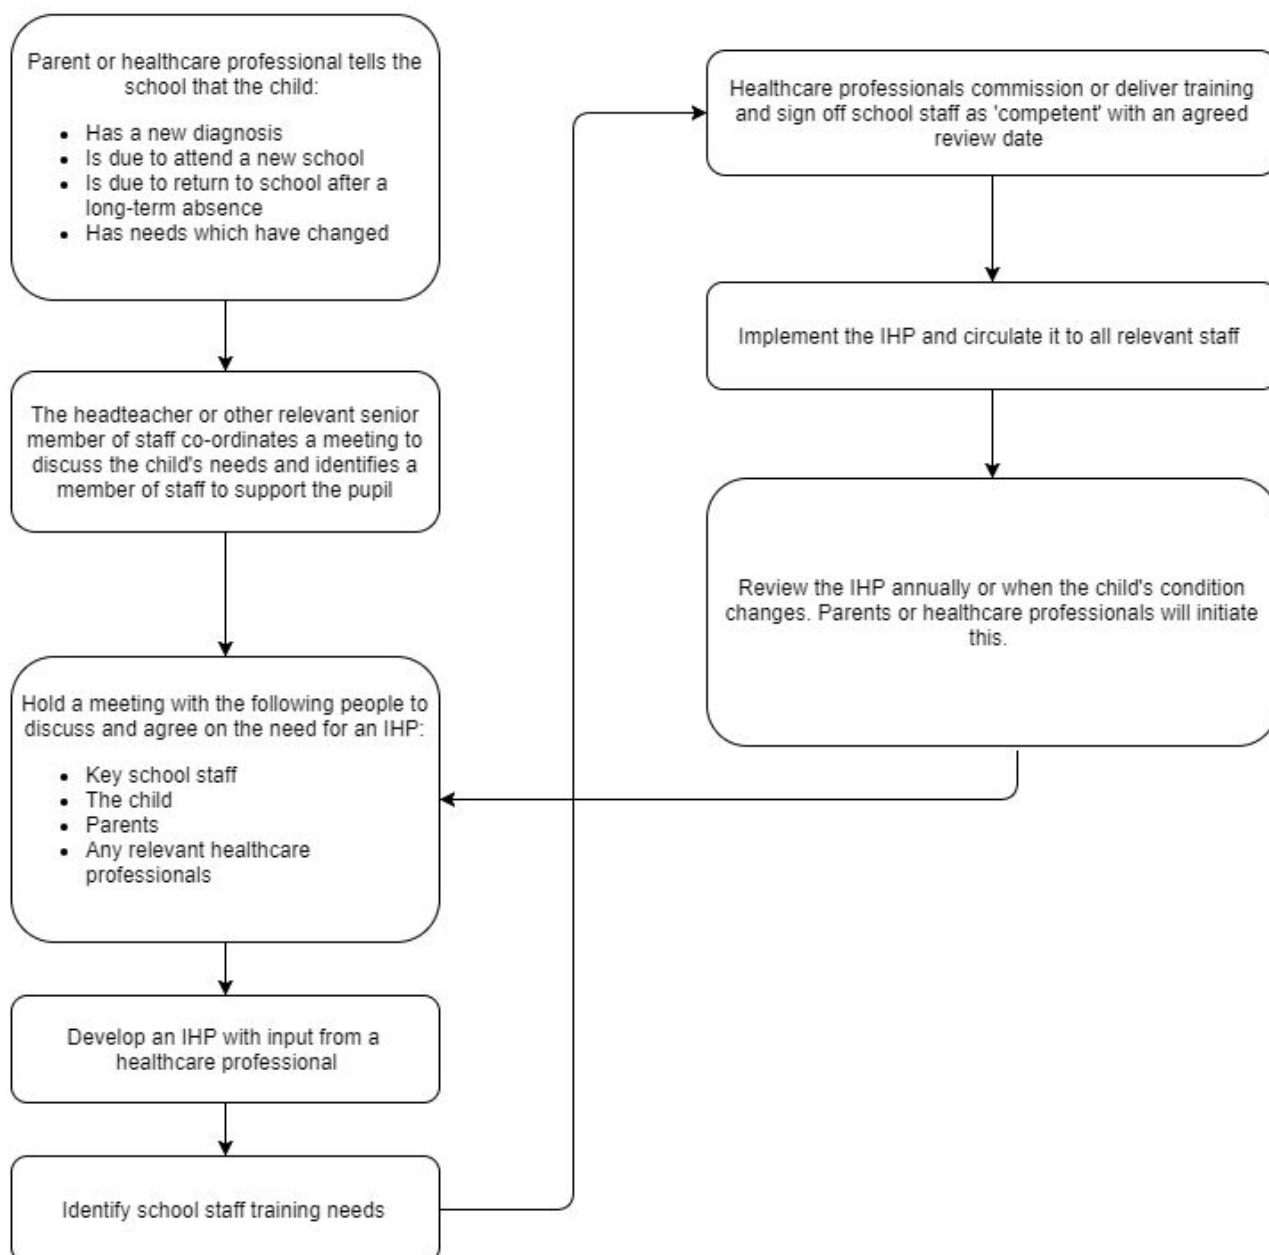 Parent or healthcare professional tells the
school that the child:
• Has a new diagnosis
• Is due to attend a new school
• Is due to return to school after a
long-term absence
• Has needs which have changed
The headteacher or other relevant senior
member of staff co-ordinates a meeting to
discuss the child's needs and identifies a
member of staff to support the pupil
Hold a meeting with the following people to
discuss and agree on the need for an IHP:
• Key school staff
• The child
• Parents
• Any relevant healthcare
professionals
Develop an IHP with input from a
healthcare professional
Identify school staff training needs
Healthcare professionals commission or deliver training
and sign off school staff as 'competent' with an agreed
review date
Implement the IHP and circulate it to all relevant staff
Review the IHP annually or when the child's condition
changes. Parents or healthcare professionals will initiate
this.